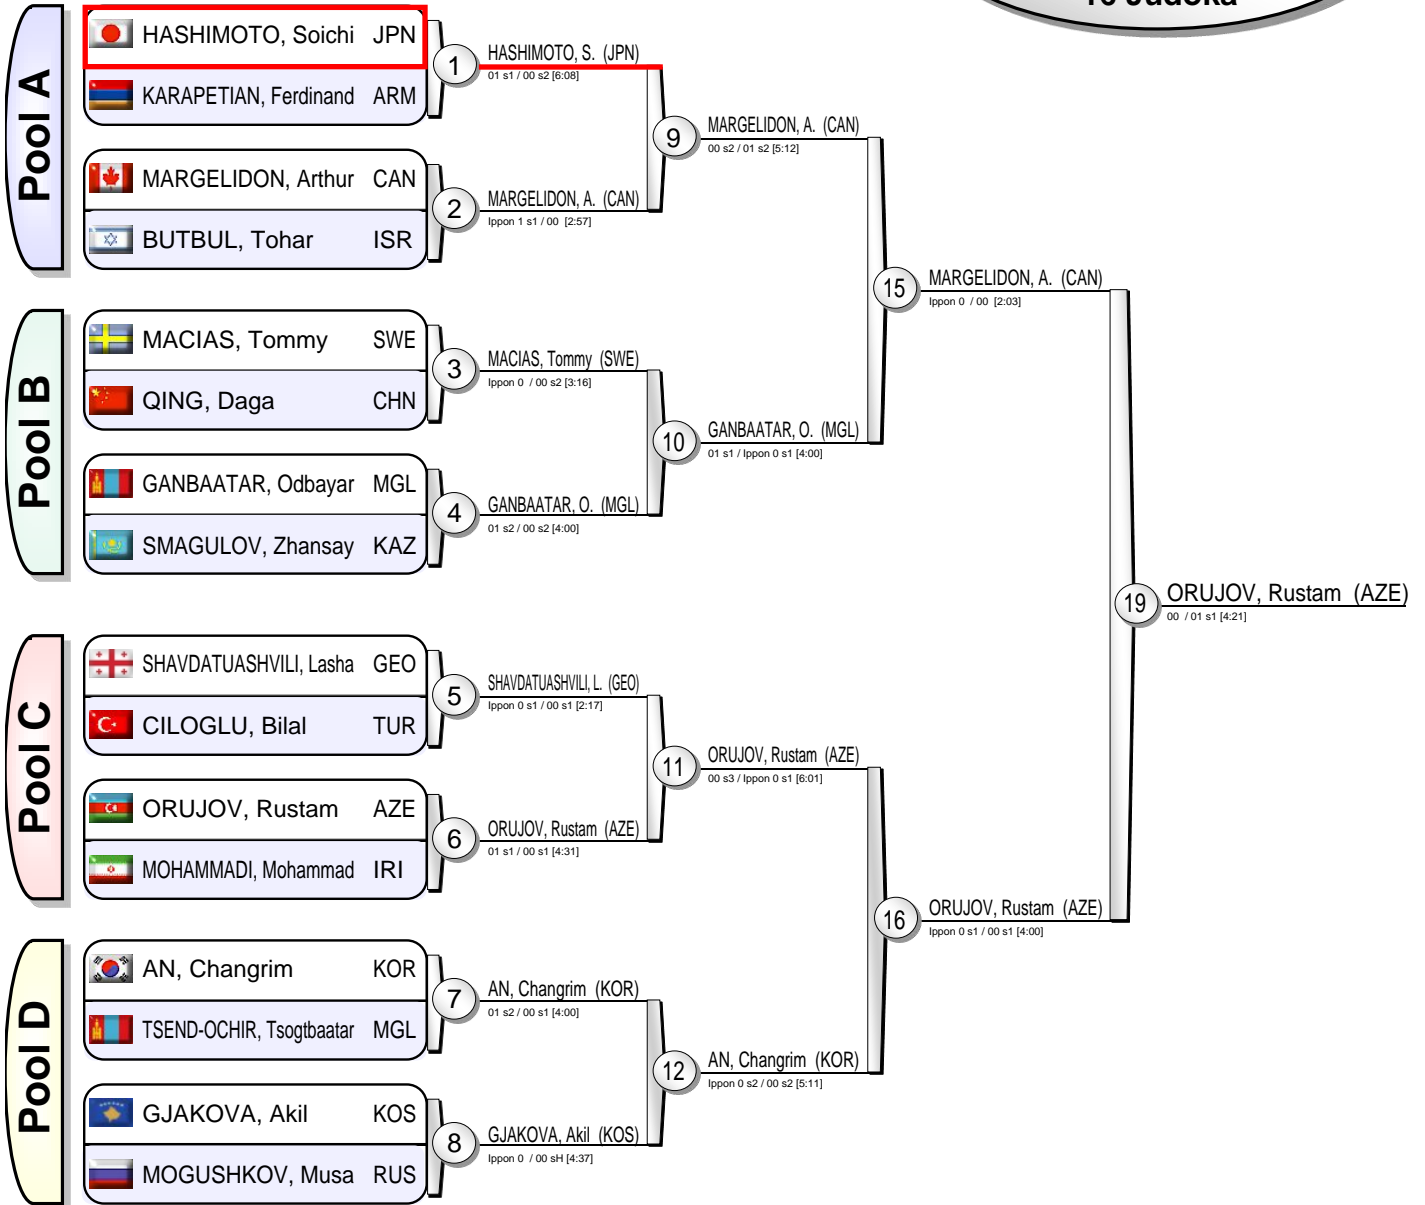 16 Judoka
Pool A
HASHIMOTO, Soichi JPN
KARAPETIAN, Ferdinand ARM
MARGELIDON, Arthur CAN
BUTBUL, Tohar ISR
Pool B
MACIAS, Tommy SWE
QING, Daga CHN
GANBAATAR, Odbayar MGL
SMAGULOV, Zhansay KAZ
Pool C
SHAVDATUASHVILI, Lasha GEO
CILOGLU, Bilal TUR
ORUJOV, Rustam AZE
MOHAMMADI, Mohammad IRI
Pool D
AN, Changrim KOR
TSEND-OCHIR, Tsogtbaatar MGL
GJAKOVA, Akil KOS
MOGUSHKOV, Musa RUS
1
HASHIMOTO, S. (JPN)
01 s1 / 00 s2 [6:08]
2
MARGELIDON, A. (CAN)
Ippon 1 s1 / 00 [2:57]
3
MACIAS, Tommy (SWE)
Ippon 0 / 00 s2 [3:16]
4
GANBAATAR, O. (MGL)
01 s2 / 00 s2 [4:00]
5
SHAVDATUASHVILI, L. (GEO)
Ippon 0 s1 / 00 s1 [2:17]
6
ORUJOV, Rustam (AZE)
01 s1 / 00 s1 [4:31]
7
AN, Changrim (KOR)
01 s2 / 00 s1 [4:00]
8
GJAKOVA, Akil (KOS)
Ippon 0 / 00 sH [4:37]
9
MARGELIDON, A. (CAN)
00 s2 / 01 s2 [5:12]
10
GANBAATAR, O. (MGL)
01 s1 / Ippon 0 s1 [4:00]
11
ORUJOV, Rustam (AZE)
00 s3 / Ippon 0 s1 [6:01]
12
AN, Changrim (KOR)
Ippon 0 s2 / 00 s2 [5:11]
15
MARGELIDON, A. (CAN)
Ippon 0 / 00 [2:03]
16
ORUJOV, Rustam (AZE)
Ippon 0 s1 / 00 s1 [4:00]
19
ORUJOV, Rustam (AZE)
00 / 01 s1 [4:21]